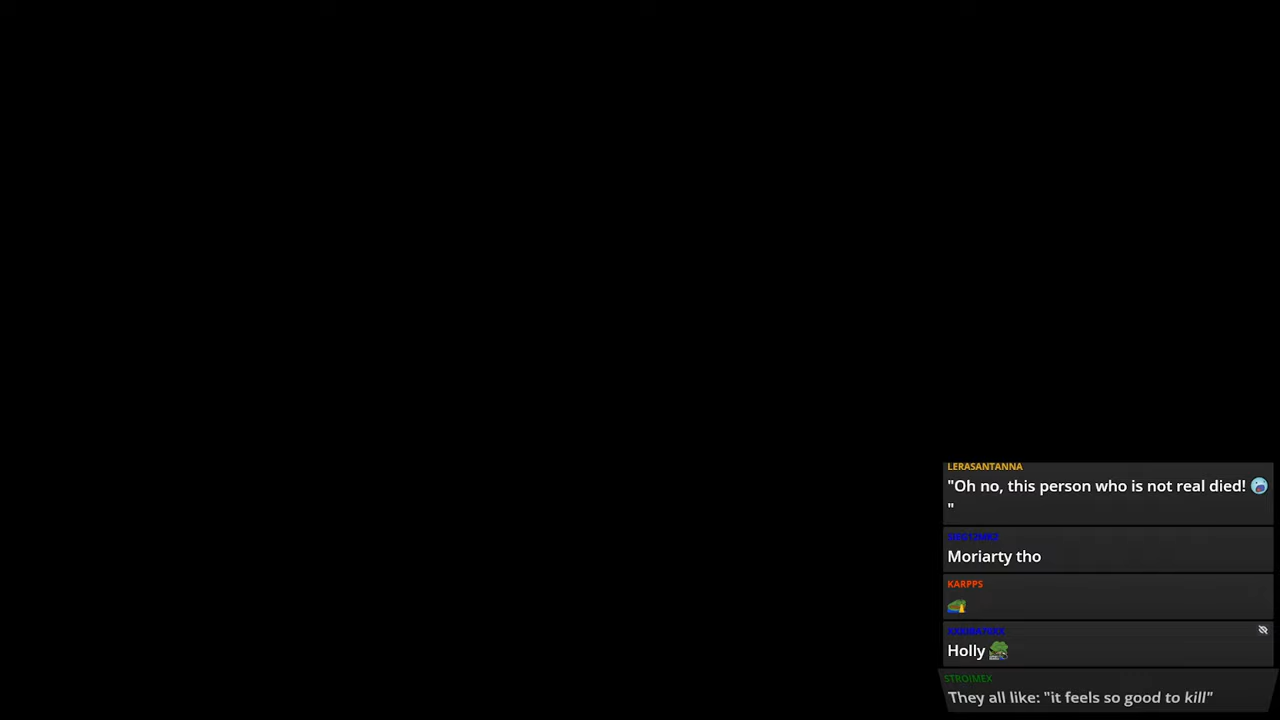 LERASANTANNA
"Oh no, this person who is not real died!
"
Moriarty tho
KARPPS
Holly
STROIMEX
They all like: "it feels so good to kill"